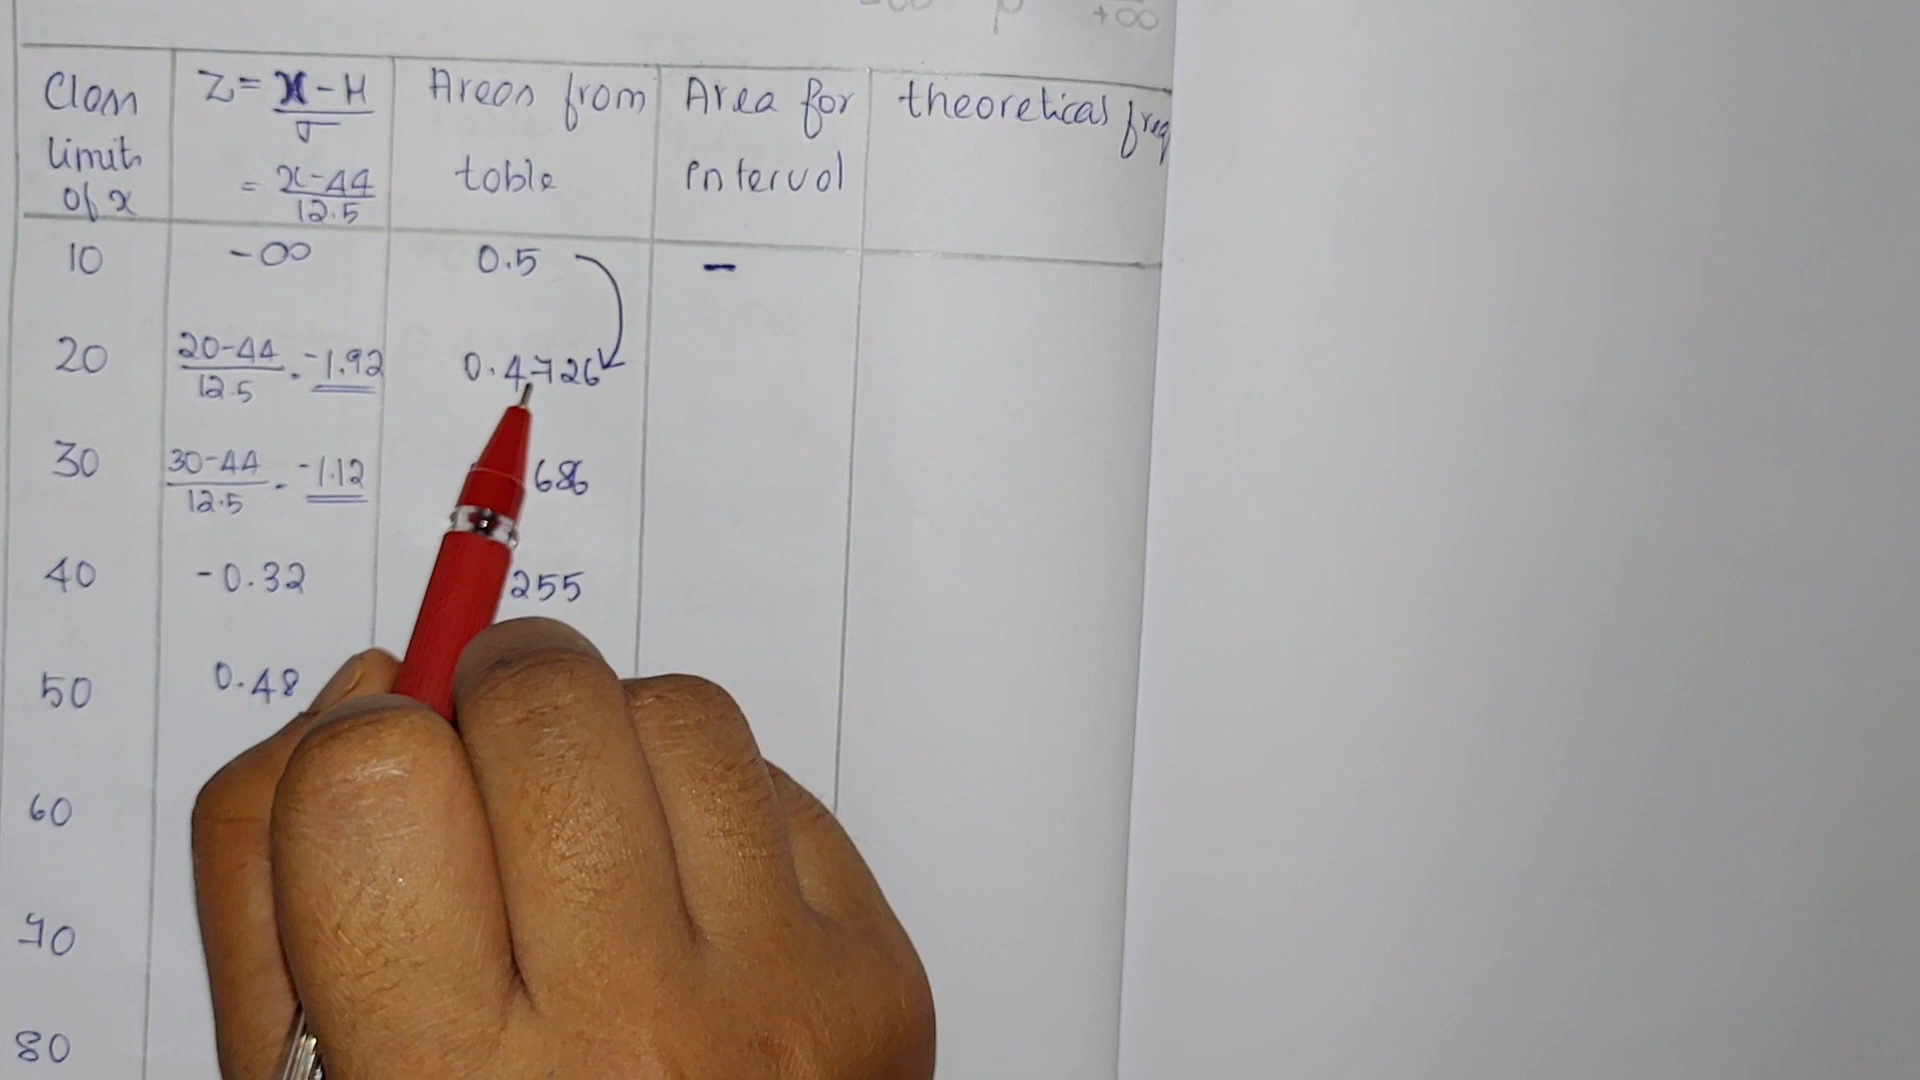 -∞ μ +∞
Class Z = x - μ Areas from Area for theoretical freq
σ
limits = x-44 table interval
of x 12.5
10 -∞ 0.5 -
20 20-44 = -1.92 0.4726
12.5
30 30-44 = -1.12 686
12.5
40 -0.32 255
50 0.48
60
70
80